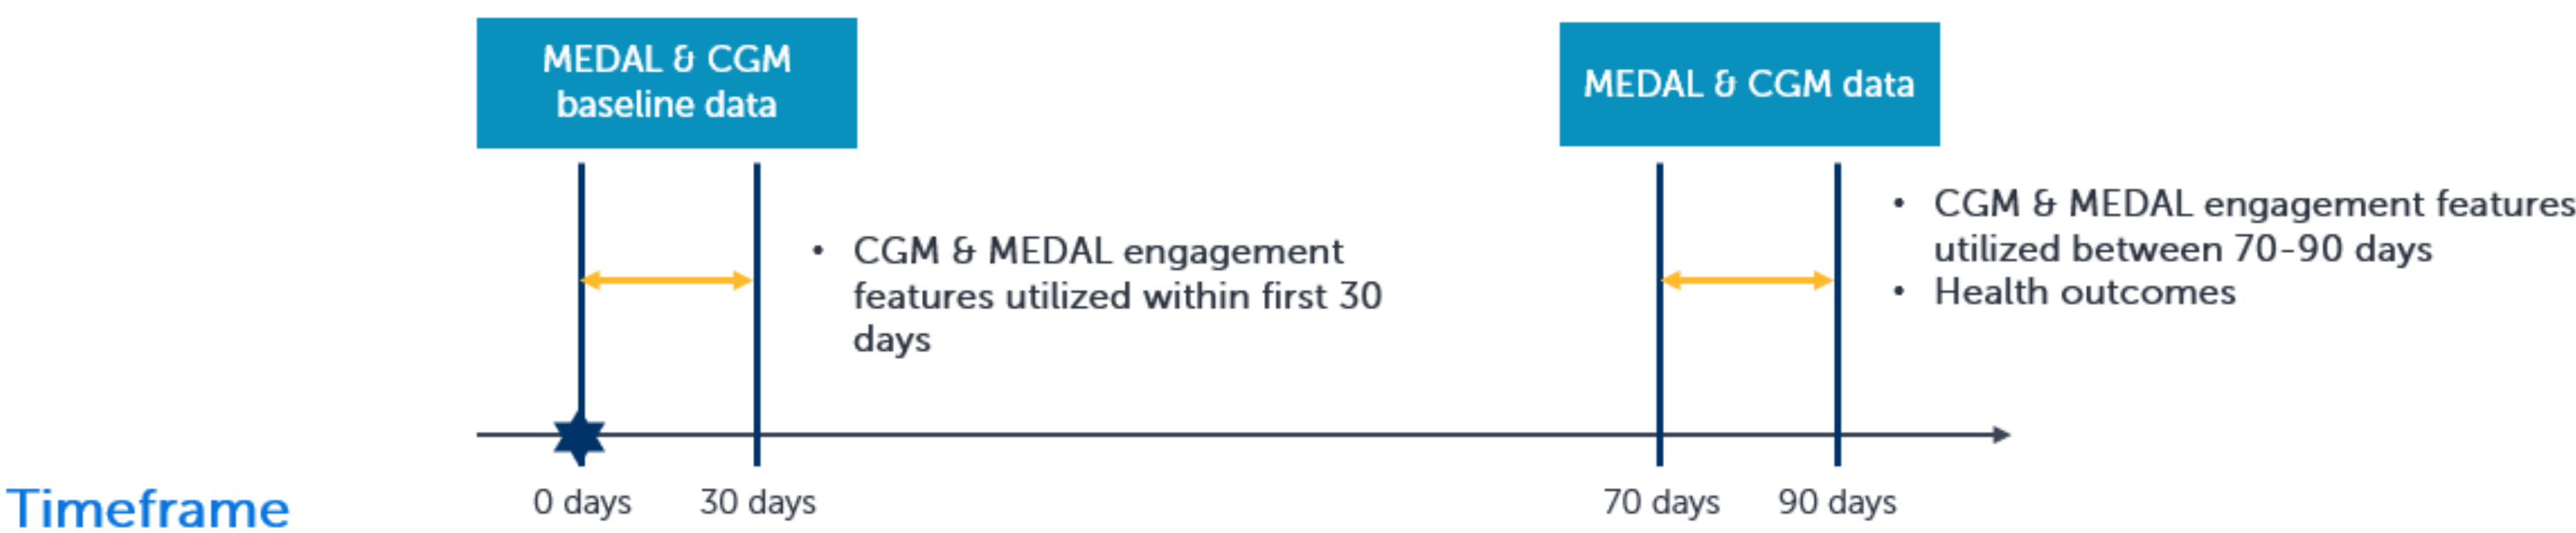 MEDAL & CGM
baseline data
MEDAL & CGM data
• CGM & MEDAL engagement
features utilized within first 30
days
• CGM & MEDAL engagement features
utilized between 70-90 days
• Health outcomes
Timeframe
0 days
30 days
70 days
90 days